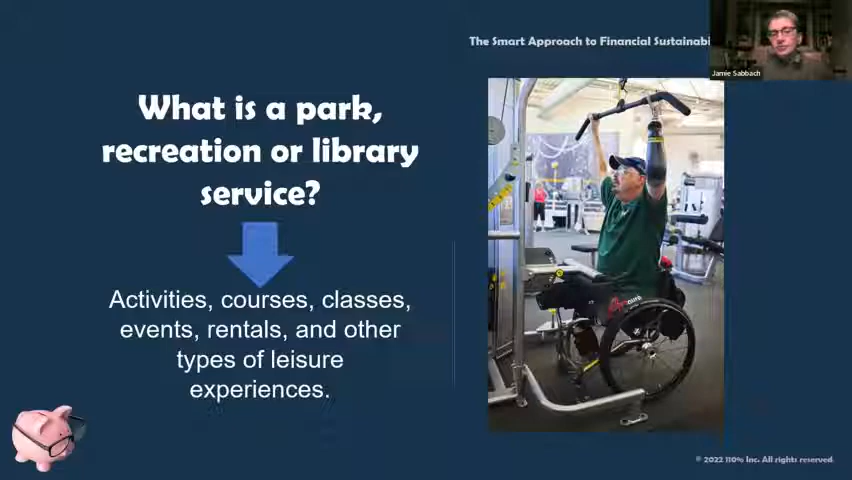 The Smart Approach to Financial Sustainabi
Jamie Sabbach
What is a park,
recreation or library
service?
Activities, courses, classes,
events, rentals, and other
types of leisure
experiences.
© 2022 110% Inc. All rights reserved.